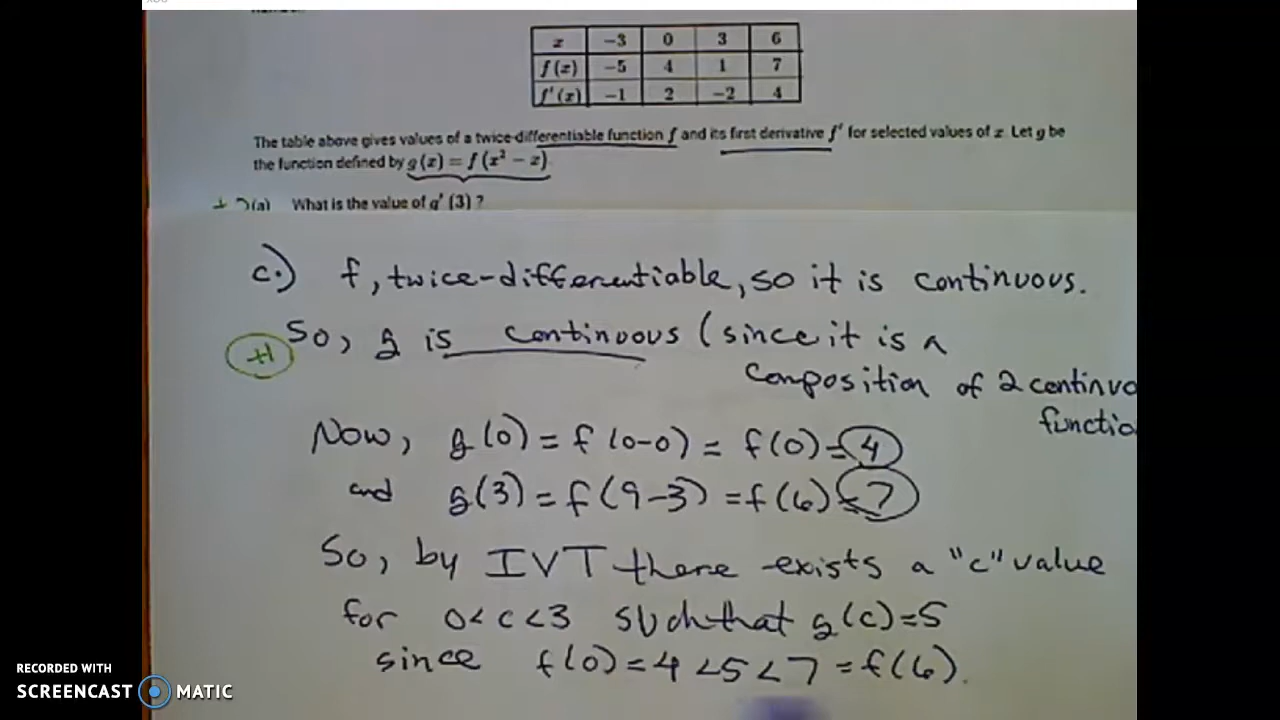 x -3 0 3 6
f(x) -5 4 1 7
f'(x) -1 2 -2 4
The table above gives values of a twice-differentiable function f and its first derivative f' for selected values of x. Let g be
the function defined by g(x) = f(x² - x)
(a) What is the value of g'(3) ?
c.) f, twice-differentiable, so it is continuous.
+1 So, g is continuous (since it is a
composition of 2 continuo
functio
Now, g(0) = f(0-0) = f(0) = 4
and g(3) = f(9-3) = f(6) = 7
So, by IVT there exists a "c" value
for 0<c<3 such that g(c)=5
since f(0)=4<5<7=f(6).
RECORDED WITH
SCREENCAST MATIC